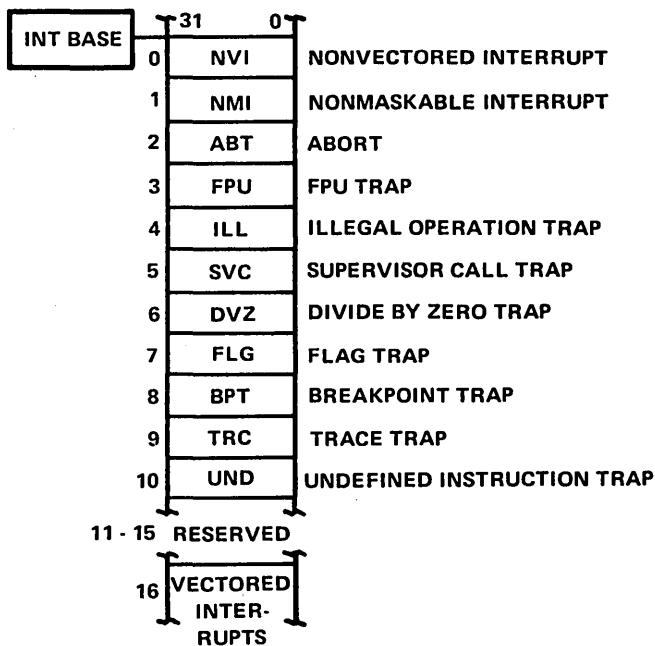 31 0
INT BASE
0 NVI NONVECTORED INTERRUPT
1 NMI NONMASKABLE INTERRUPT
2 ABT ABORT
3 FPU FPU TRAP
4 ILL ILLEGAL OPERATION TRAP
5 SVC SUPERVISOR CALL TRAP
6 DVZ DIVIDE BY ZERO TRAP
7 FLG FLAG TRAP
8 BPT BREAKPOINT TRAP
9 TRC TRACE TRAP
10 UND UNDEFINED INSTRUCTION TRAP
11 - 15 RESERVED
16 VECTORED
INTER-
RUPTS